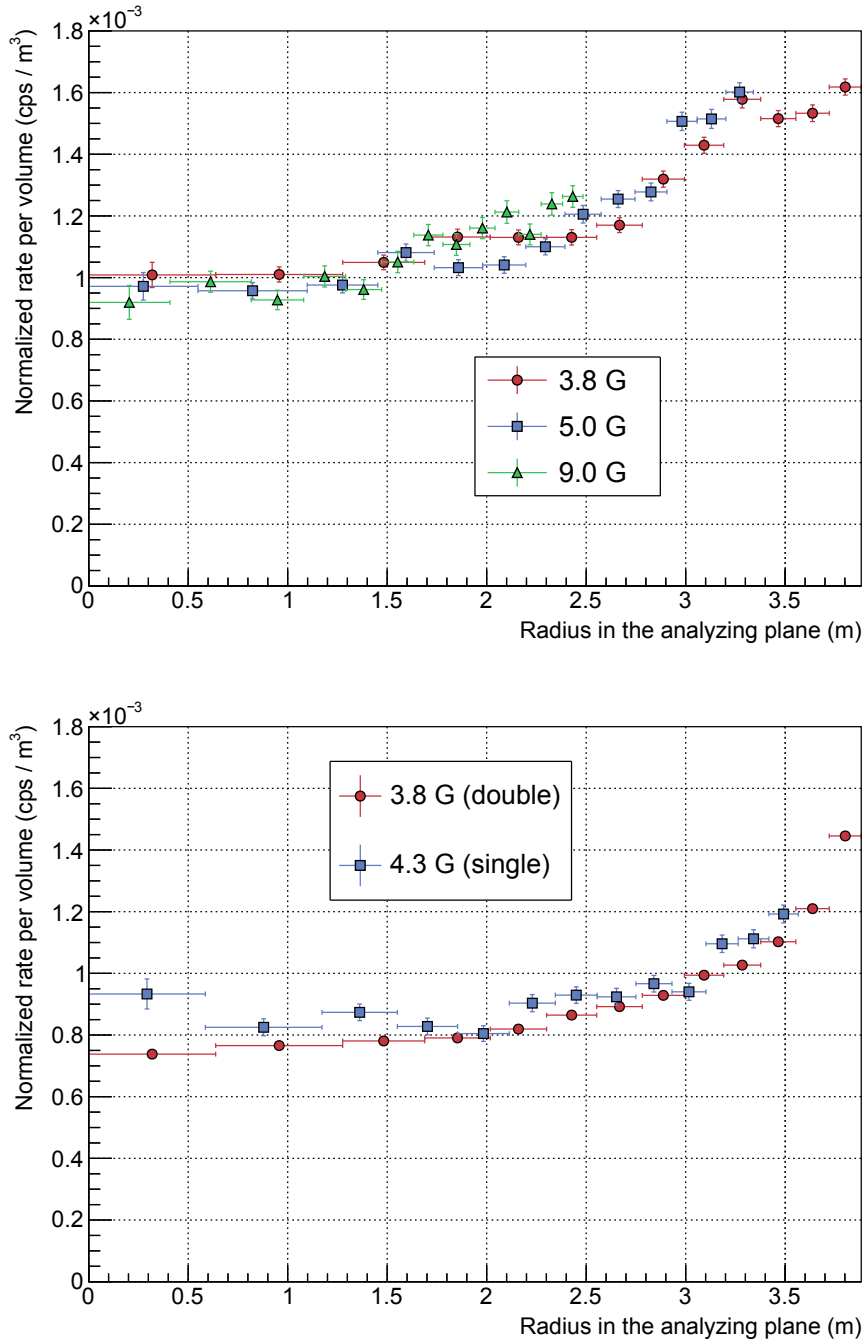 ×10⁻³
1.8
1.6
1.4
1.2
1
0.8
0.6
0.4
0.2
0
Normalized rate per volume (cps / m³)
3.8 G
5.0 G
9.0 G
0 0.5 1 1.5 2 2.5 3 3.5
Radius in the analyzing plane (m)
×10⁻³
1.8
1.6
1.4
1.2
1
0.8
0.6
0.4
0.2
0
Normalized rate per volume (cps / m³)
3.8 G (double)
4.3 G (single)
0 0.5 1 1.5 2 2.5 3 3.5
Radius in the analyzing plane (m)